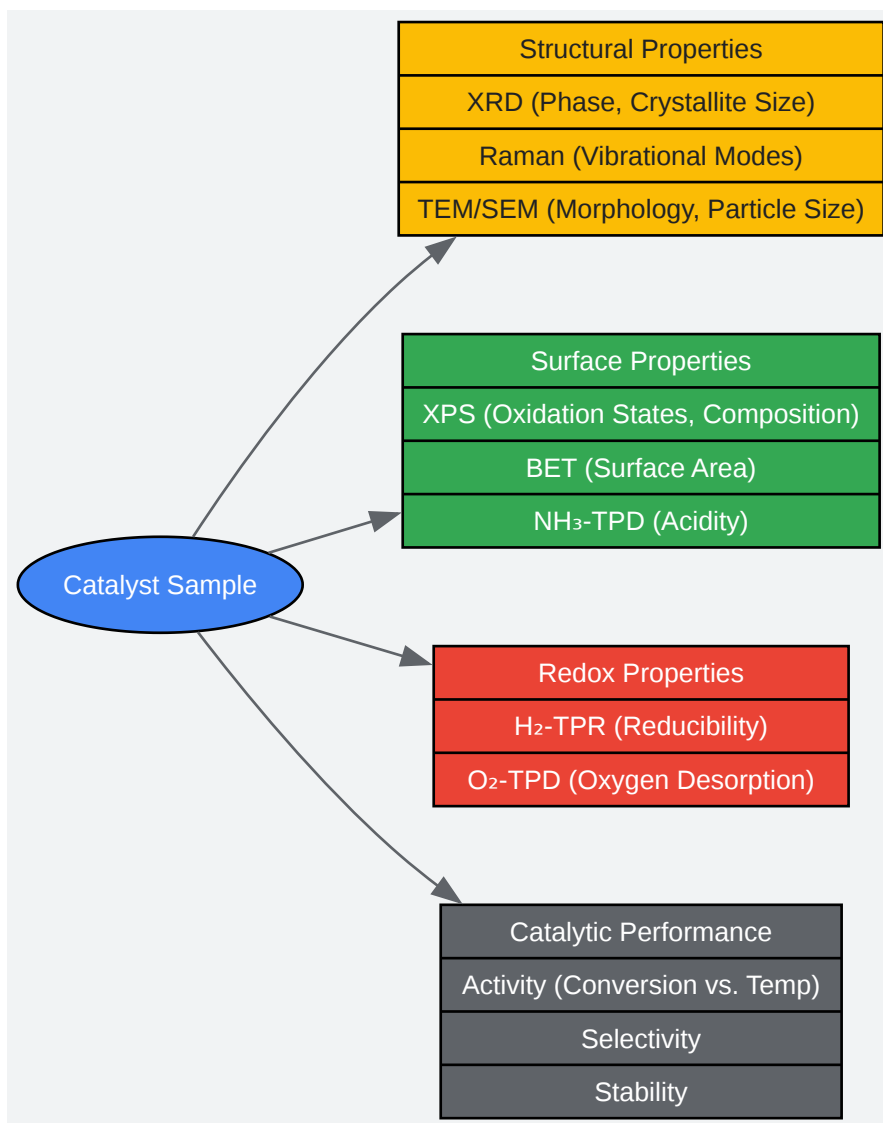 Structural Properties
XRD (Phase, Crystallite Size)
Raman (Vibrational Modes)
TEM/SEM (Morphology, Particle Size)
Surface Properties
XPS (Oxidation States, Composition)
BET (Surface Area)
NH₃-TPD (Acidity)
Catalyst Sample
Redox Properties
H₂-TPR (Reducibility)
O₂-TPD (Oxygen Desorption)
Catalytic Performance
Activity (Conversion vs. Temp)
Selectivity
Stability